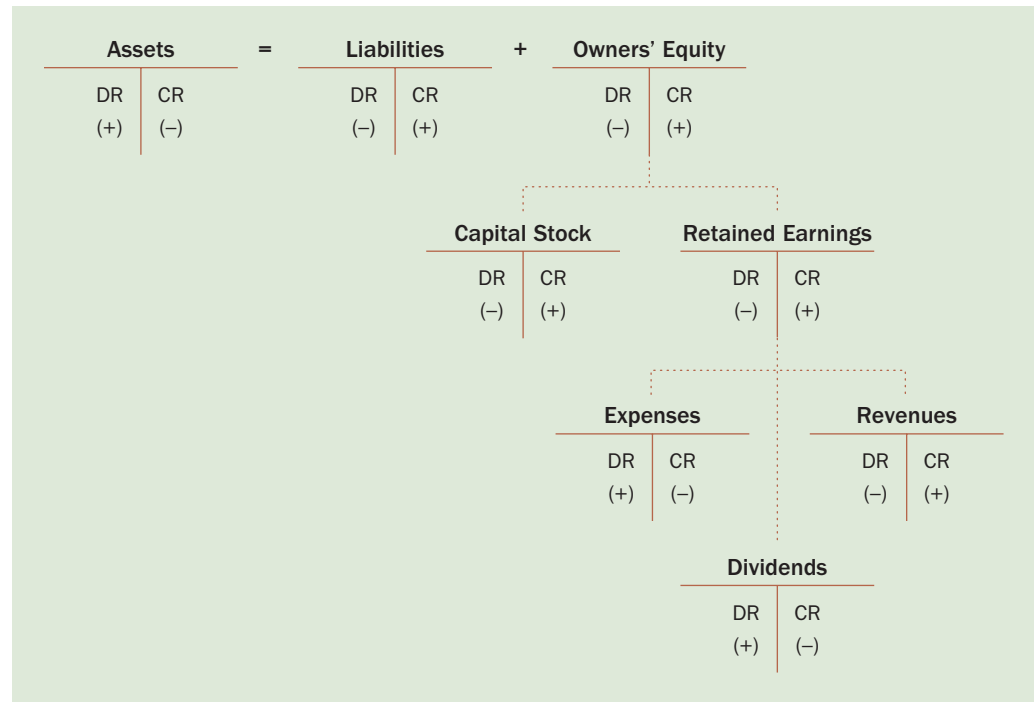 Assets = Liabilities + Owners’ Equity
DR CR DR CR DR CR
(+) (–) (–) (+) (–) (+)
Capital Stock Retained Earnings
DR CR DR CR
(–) (+) (–) (+)
Expenses Revenues
DR CR DR CR
(+) (–) (–) (+)
Dividends
DR CR
(+) (–)